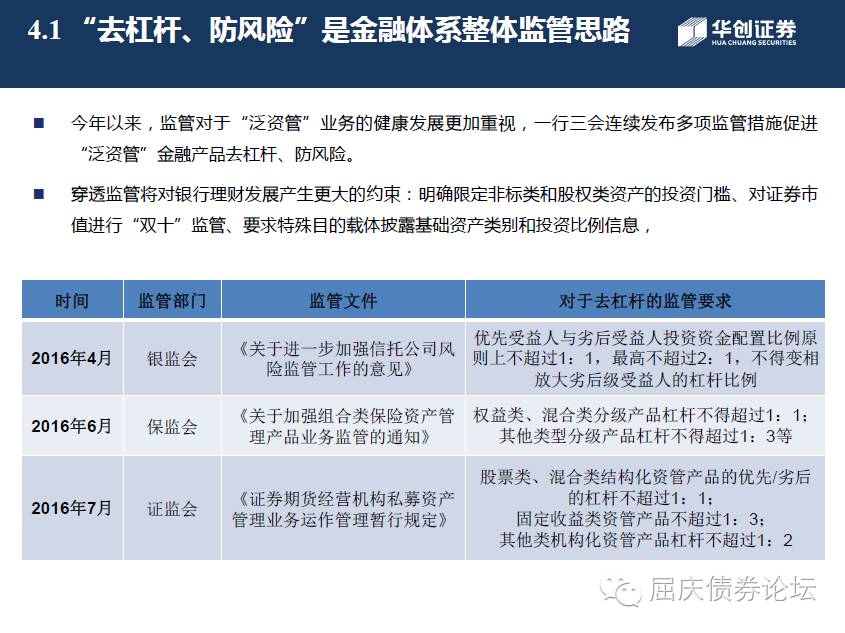 4.1 “去杠杆、防风险”是金融体系整体监管思路
华创证券
HUA CHUANG SECURITIES
今年以来，监管对于“泛资管”业务的健康发展更加重视，一行三会连续发布多项监管措施促进
“泛资管”金融产品去杠杆、防风险。
穿透监管将对银行理财发展产生更大的约束：明确限定非标类和股权类资产的投资门槛、对证券市
值进行“双十”监管、要求特殊目的载体披露基础资产类别和投资比例信息，
时间 监管部门 监管文件 对于去杠杆的监管要求
2016年4月
银监会
《关于进一步加强信托公司风
险监管工作的意见》
优先受益人与劣后受益人投资资金配置比例原
则上不超过1：1，最高不超过2：1，不得变相
放大劣后级受益人的杠杆比例
2016年6月
保监会
《关于加强组合类保险资产管
理产品业务监管的通知》
权益类、混合类分级产品杠杆不得超过1：1；
其他类型分级产品杠杆不得超过1：3等
2016年7月
证监会
《证券期货经营机构私募资产
管理业务运作管理暂行规定》
股票类、混合类结构化资管产品的优先/劣后
的杠杆不超过1：1；
固定收益类资管产品不超过1：3；
其他类机构化资管产品杠杆不超过1：2
屈庆债券论坛